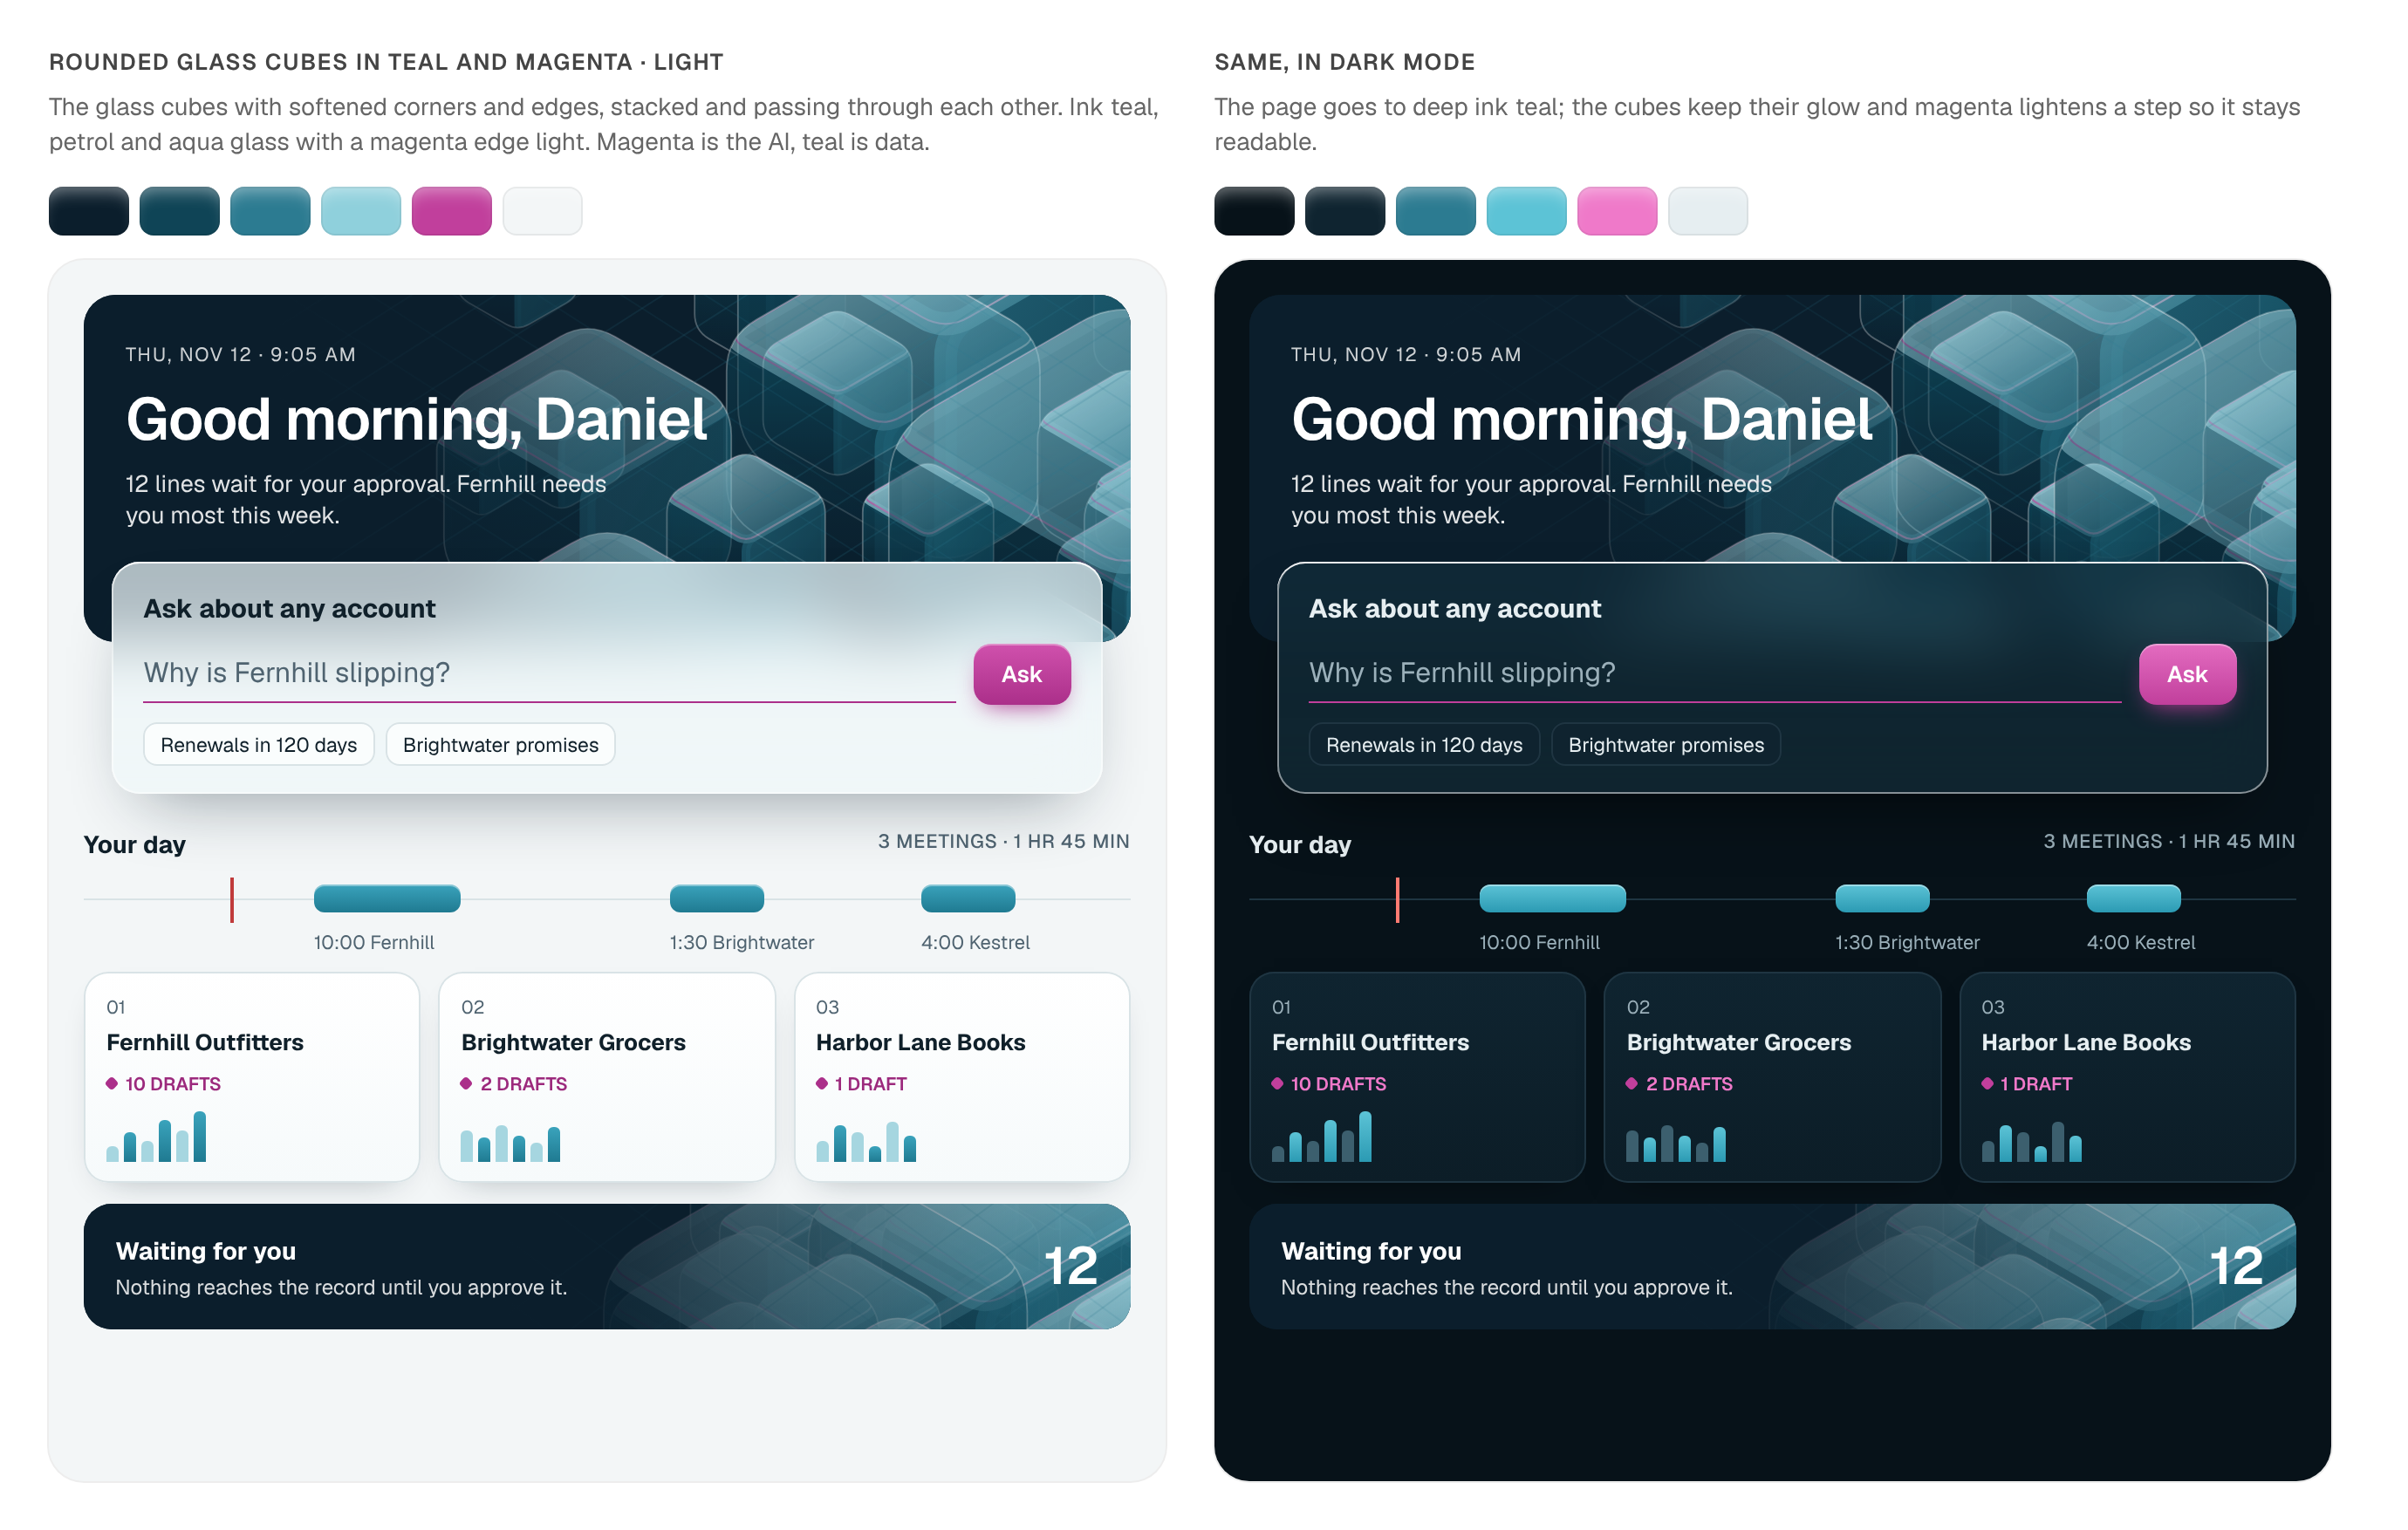 ROUNDED GLASS CUBES IN TEAL AND MAGENTA · LIGHT
The glass cubes with softened corners and edges, stacked and passing through each other. Ink teal,
petrol and aqua glass with a magenta edge light. Magenta is the AI, teal is data.
THU, NOV 12 · 9:05 AM
Good morning, Daniel
12 lines wait for your approval. Fernhill needs
you most this week.
Ask about any account
Why is Fernhill slipping?
Ask
Renewals in 120 days
Brightwater promises
Your day
3 MEETINGS · 1 HR 45 MIN
10:00 Fernhill
1:30 Brightwater
4:00 Kestrel
01
Fernhill Outfitters
10 DRAFTS
02
Brightwater Grocers
2 DRAFTS
03
Harbor Lane Books
1 DRAFT
Waiting for you
Nothing reaches the record until you approve it.
12
SAME, IN DARK MODE
The page goes to deep ink teal; the cubes keep their glow and magenta lightens a step so it stays
readable.
THU, NOV 12 · 9:05 AM
Good morning, Daniel
12 lines wait for your approval. Fernhill needs
you most this week.
Ask about any account
Why is Fernhill slipping?
Ask
Renewals in 120 days
Brightwater promises
Your day
3 MEETINGS · 1 HR 45 MIN
10:00 Fernhill
1:30 Brightwater
4:00 Kestrel
01
Fernhill Outfitters
10 DRAFTS
02
Brightwater Grocers
2 DRAFTS
03
Harbor Lane Books
1 DRAFT
Waiting for you
Nothing reaches the record until you approve it.
12